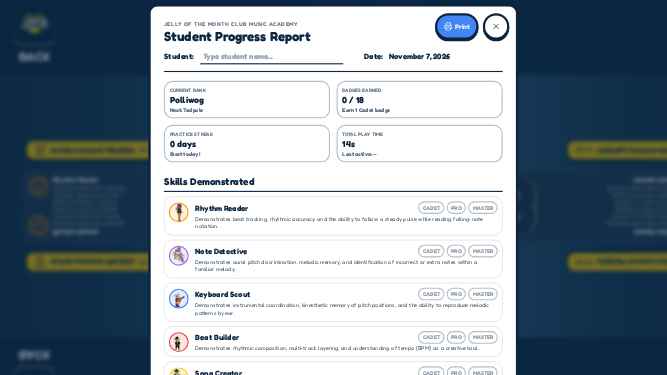 JELLY OF THE MONTH CLUB MUSIC ACADEMY
Student Progress Report
Print
Student: Type student name...
Date: November 7, 2026
CURRENT RANK
Polliwog
Next: Tadpole
BADGES EARNED
0 / 18
Earn 1 Cadet badge
PRACTICE STREAK
0 days
Start today!
TOTAL PLAY TIME
14s
Last active: —
Skills Demonstrated
Rhythm Reader
CADET PRO MASTER
Demonstrates beat tracking, rhythmic accuracy and the ability to follow a steady pulse while reading falling-note
notation.
Note Detective
CADET PRO MASTER
Demonstrates aural pitch discrimination, melodic memory, and identification of incorrect or extra notes within a
familiar melody.
Keyboard Scout
CADET PRO MASTER
Demonstrates instrumental coordination, kinesthetic memory of pitch positions, and the ability to reproduce melodic
patterns by ear.
Beat Builder
CADET PRO MASTER
Demonstrates rhythmic composition, multi-track layering, and understanding of tempo (BPM) as a creative tool.
Song Creator
CADET PRO MASTER
BACK